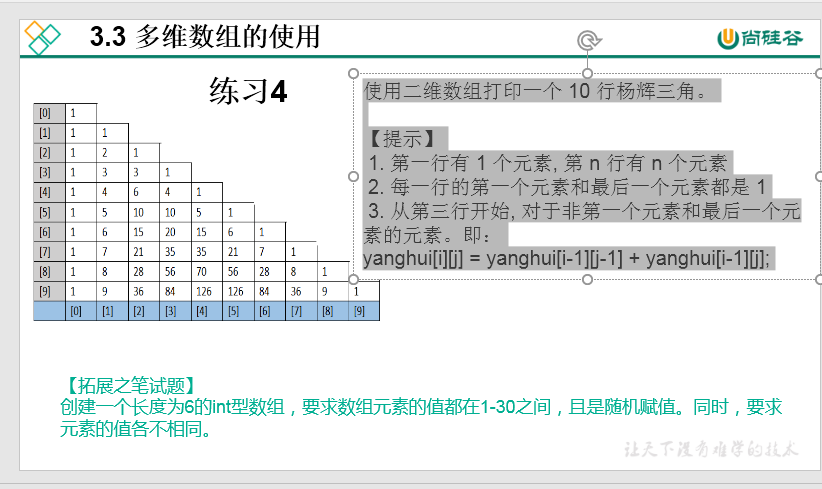 3.3 多维数组的使用
尚硅谷
练习4
使用二维数组打印一个 10 行杨辉三角。
【提示】
1. 第一行有 1 个元素, 第 n 行有 n 个元素
2. 每一行的第一个元素和最后一个元素都是 1
3. 从第三行开始, 对于非第一个元素和最后一个元
素的元素。即：
yanghui[i][j] = yanghui[i-1][j-1] + yanghui[i-1][j];
[0] 1
[1] 1 1
[2] 1 2 1
[3] 1 3 3 1
[4] 1 4 6 4 1
[5] 1 5 10 10 5 1
[6] 1 6 15 20 15 6 1
[7] 1 7 21 35 35 21 7 1
[8] 1 8 28 56 70 56 28 8 1
[9] 1 9 36 84 126 126 84 36 9 1
[0] [1] [2] [3] [4] [5] [6] [7] [8] [9]
【拓展之笔试题】
创建一个长度为6的int型数组，要求数组元素的值都在1-30之间，且是随机赋值。同时，要求
元素的值各不相同。
让天下没有难学的技术